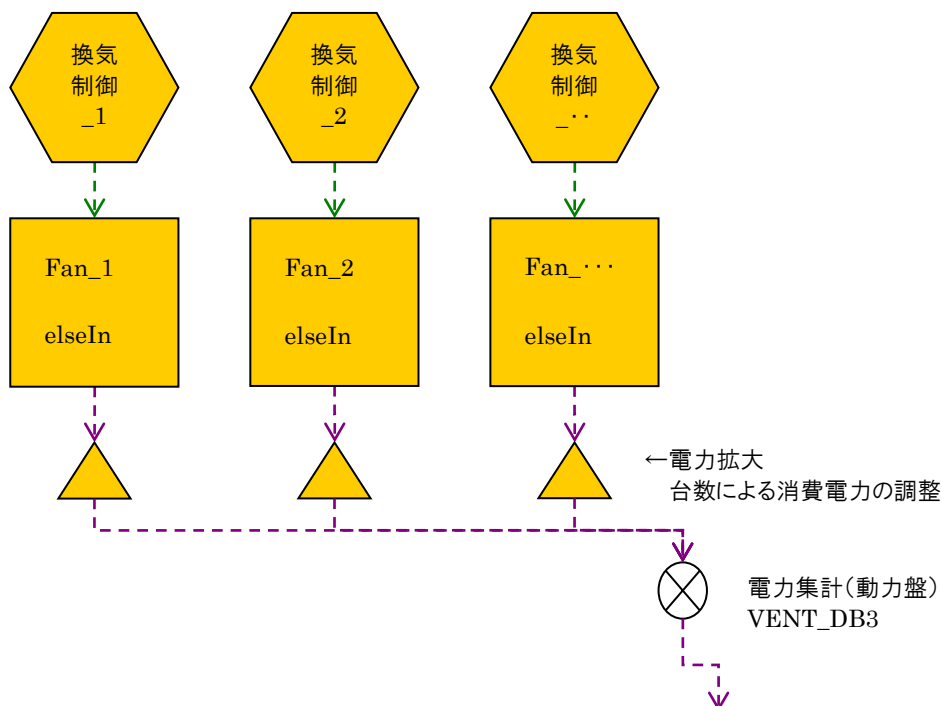 換気
制御
_1
換気
制御
_2
換気
制御
_‥
Fan_1
elseIn
Fan_2
elseIn
Fan_…
elseIn
←電力拡大
台数による消費電力の調整
電力集計(動力盤)
VENT_DB3